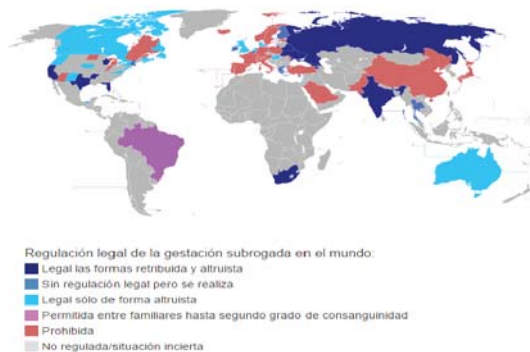 Regulación legal de la gestación subrogada en el mundo:
Legal las formas retribuida y altruista
Sin regulación legal pero se realiza
Legal sólo de forma altruista
Permitida entre familiares hasta segundo grado de consanguinidad
Prohibida
No regulada/situación incierta